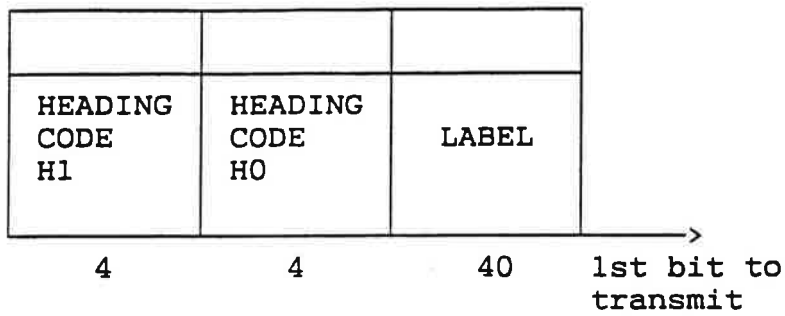 HEADING
CODE
H1
HEADING
CODE
H0
LABEL
4
4
40
1st bit to
transmit